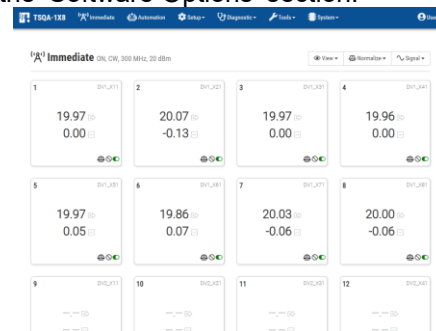 the 'Software Options' section.
TSQA-1X8 Immediate Automation Setup Diagnostic Tools System
Immediate ON, CW, 300 MHz, 20 dBm View Normalize Signal
1 DV1_X11 2 DV1_X21 3 DV1_X31 4 DV1_X41
19.97 20.07 19.97 19.96
0.00 -0.13 0.00 0.00
5 DV1_X51 6 DV1_X61 7 DV1_X71 8 DV1_X81
19.97 19.86 20.03 20.00
0.05 0.07 -0.06 -0.06
9 DV2_X11 10 DV2_X21 11 DV2_X31 12 DV2_X41
--.-- --.-- --.-- --.--
--.-- --.-- --.-- --.--